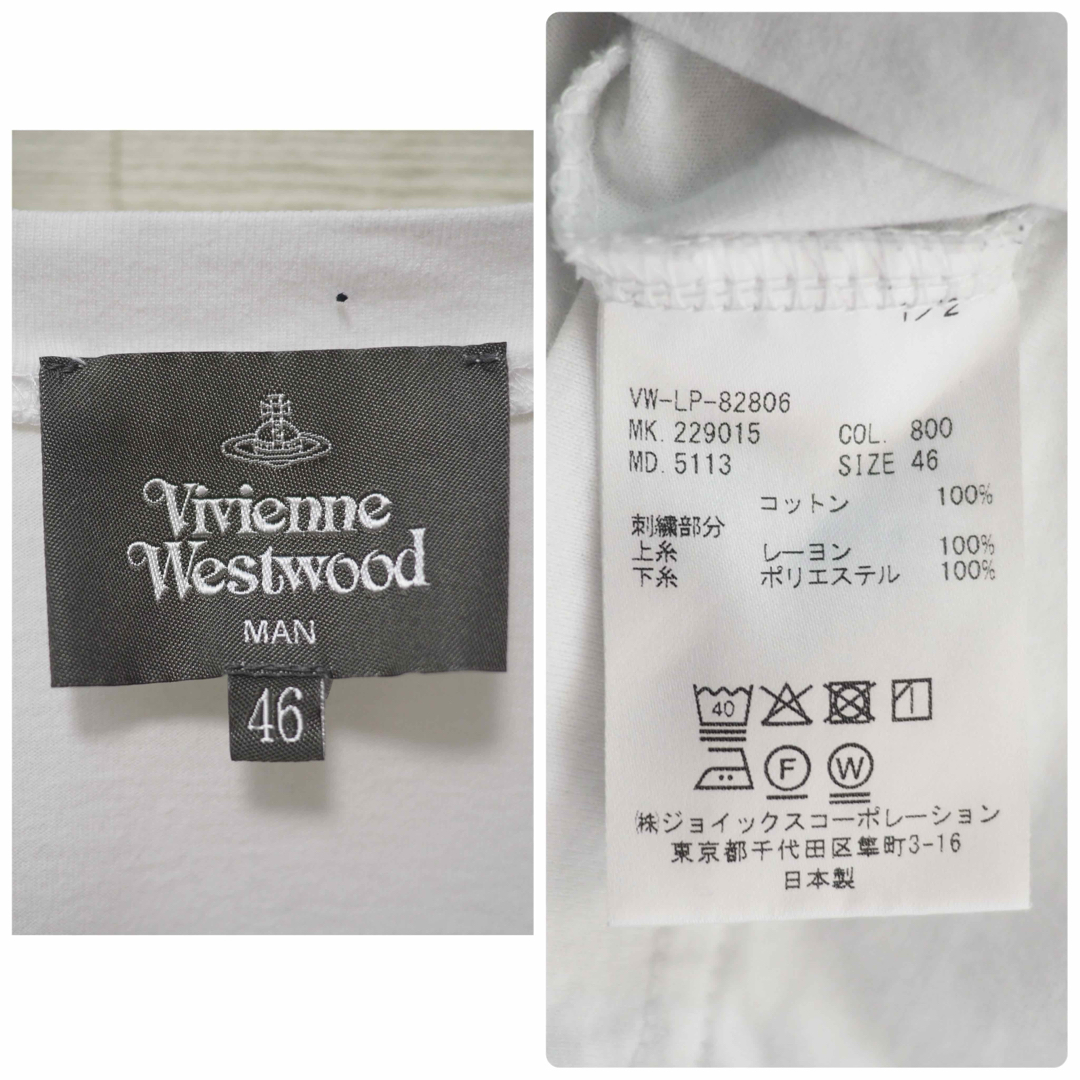 Vivienne
Westwood
MAN
46
1/2
VW-LP-82806
MK. 229015 COL. 800
MD. 5113 SIZE 46
コットン 100%
刺繍部分
上糸 レーヨン 100%
下糸 ポリエステル 100%
40
F W
㈱ジョイックスコーポレーション
東京都千代田区隼町3-16
日本製